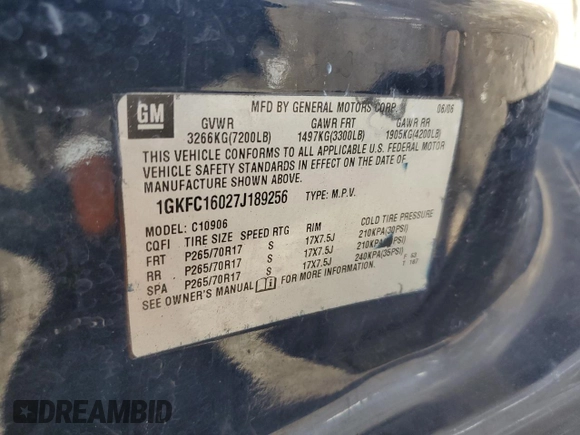 GM
MFD BY GENERAL MOTORS CORP. 06/06
GVWR GAWR FRT GAWR RR
3266KG(7200LB) 1497KG(3300LB) 1905KG(4200LB)
THIS VEHICLE CONFORMS TO ALL APPLICABLE U.S. FEDERAL MOTOR
VEHICLE SAFETY STANDARDS IN EFFECT ON THE DATE OF
MANUFACTURE SHOWN ABOVE.
1GKFC16027J189256 TYPE: M.P.V.
MODEL: C10906
CQFI TIRE SIZE SPEED RTG RIM COLD TIRE PRESSURE
FRT P265/70R17 S 17X7.5J 210KPA(30PSI)
RR P265/70R17 S 17X7.5J 210KPA
SPA P265/70R17 S 17X7.5J 240KPA(35PSI)
SEE OWNER'S MANUAL FOR MORE INFORMATION.
DREAMBID